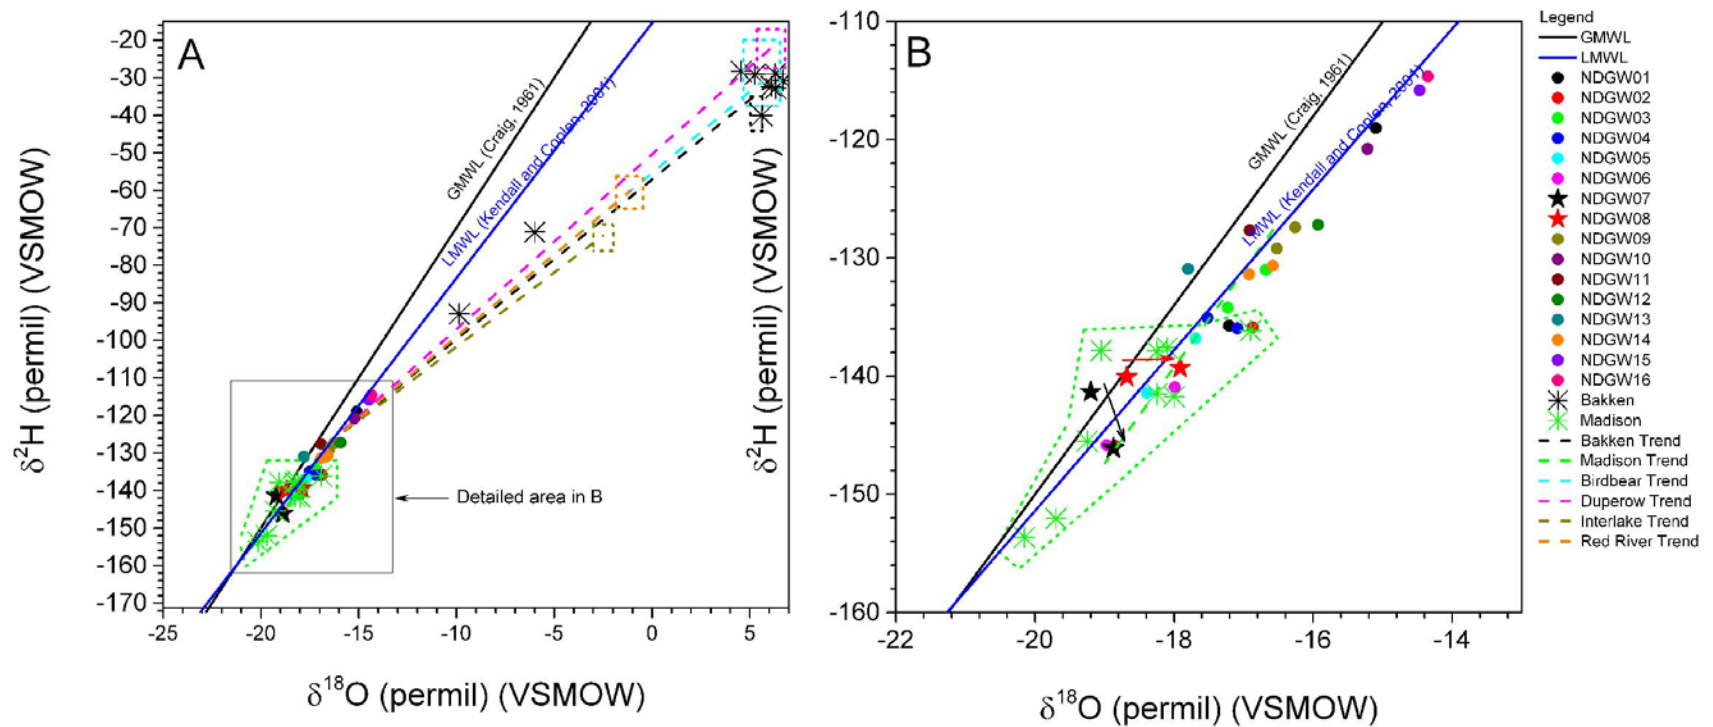 A
-20
-30
-40
-50
-60
-70
-80
-90
-100
-110
-120
-130
-140
-150
-160
-170
-25
-20
-15
-10
-5
0
5
δ²H (permil) (VSMOW)
δ¹⁸O (permil) (VSMOW)
GMWL (Craig, 1961)
LMWL (Kendall and Coplen, 2001)
Detailed area in B
B
-110
-120
-130
-140
-150
-160
-22
-20
-18
-16
-14
δ²H (permil) (VSMOW)
δ¹⁸O (permil) (VSMOW)
GMWL (Craig, 1961)
LMWL (Kendall and Coplen, 2001)
Legend
GMWL
LMWL
NDGW01
NDGW02
NDGW03
NDGW04
NDGW05
NDGW06
NDGW07
NDGW08
NDGW09
NDGW10
NDGW11
NDGW12
NDGW13
NDGW14
NDGW15
NDGW16
Bakken
Madison
Bakken Trend
Madison Trend
Birdbear Trend
Duperow Trend
Interlake Trend
Red River Trend